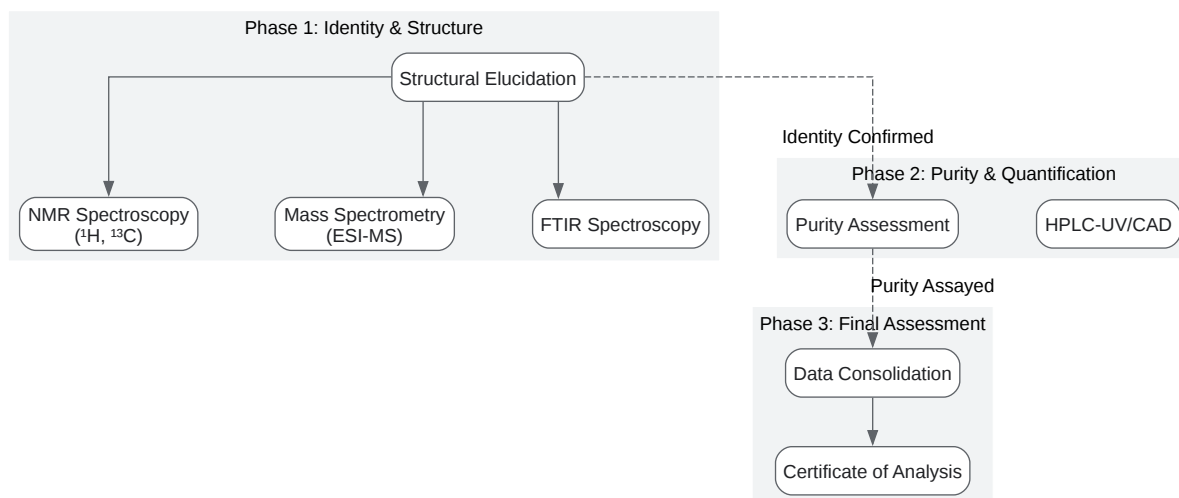 Phase 1: Identity & Structure
Structural Elucidation
Identity Confirmed
Phase 2: Purity & Quantification
NMR Spectroscopy
(¹H, ¹³C)
Mass Spectrometry
(ESI-MS)
FTIR Spectroscopy
Purity Assessment
HPLC-UV/CAD
Purity Assayed
Phase 3: Final Assessment
Data Consolidation
Certificate of Analysis